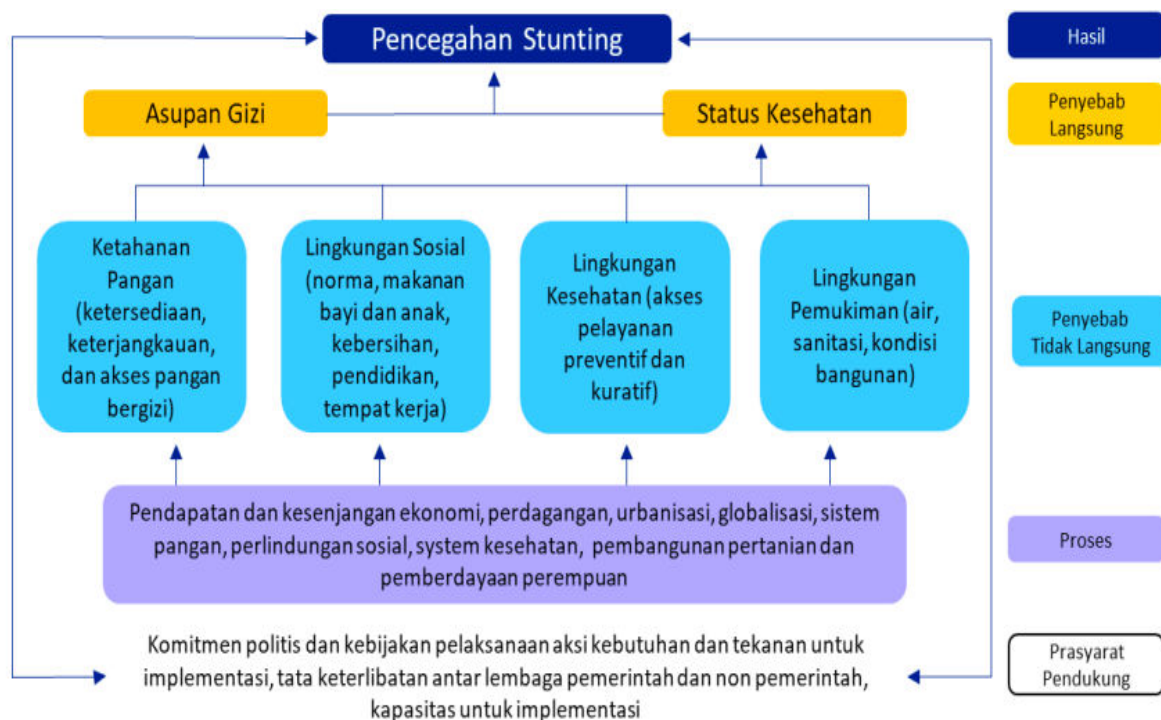 Pencegahan Stunting
Hasil
Asupan Gizi
Status Kesehatan
Penyebab
Langsung
Ketahanan
Pangan
(ketersediaan,
keterjangkauan,
dan akses pangan
bergizi)
Lingkungan Sosial
(norma, makanan
bayi dan anak,
kebersihan,
pendidikan,
tempat kerja)
Lingkungan
Kesehatan (akses
pelayanan
preventif dan
kuratif)
Lingkungan
Pemukiman (air,
sanitasi, kondisi
bangunan)
Penyebab
Tidak Langsung
Pendapatan dan kesenjangan ekonomi, perdagangan, urbanisasi, globalisasi, sistem
pangan, perlindungan sosial, system kesehatan, pembangunan pertanian dan
pemberdayaan perempuan
Proses
Komitmen politis dan kebijakan pelaksanaan aksi kebutuhan dan tekanan untuk
implementasi, tata keterlibatan antar lembaga pemerintah dan non pemerintah,
kapasitas untuk implementasi
Prasyarat
Pendukung